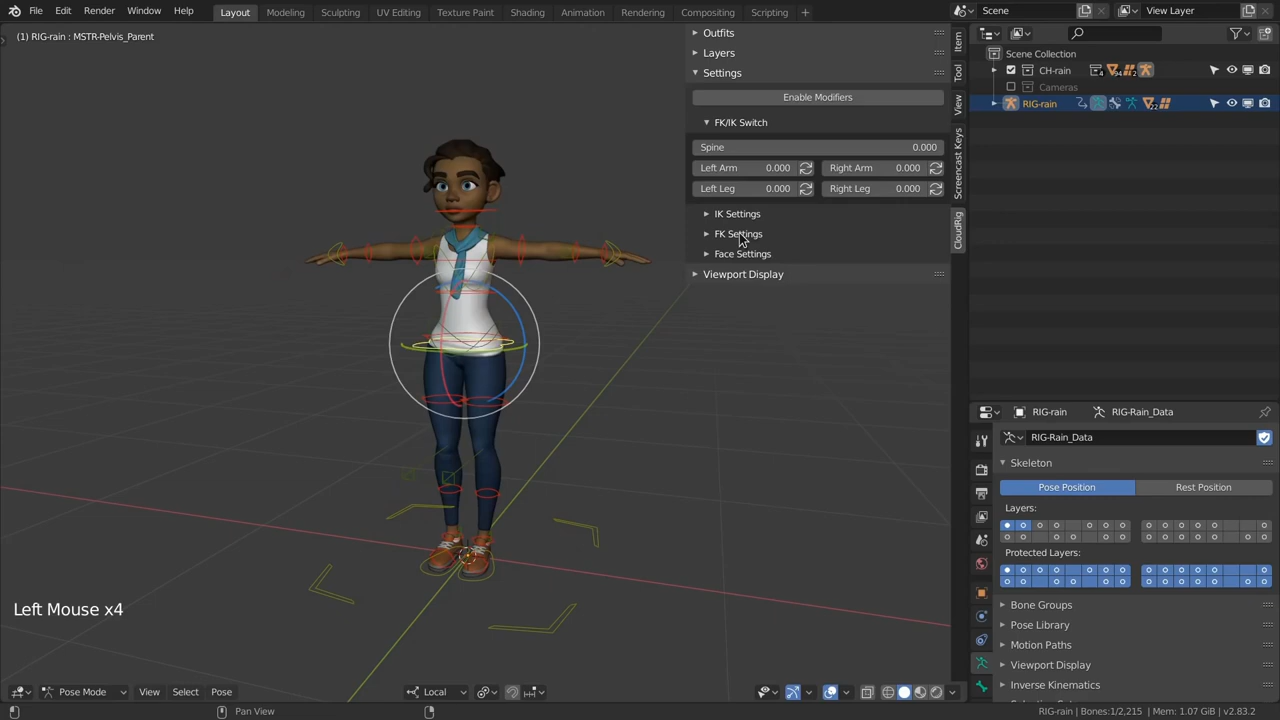 File Edit Render Window Help
Layout Modeling Sculpting UV Editing Texture Paint Shading Animation Rendering Compositing Scripting +
Scene
View Layer
(1) RIG-rain : MSTR-Pelvis_Parent
Outfits
Layers
Settings
Enable Modifiers
FK/IK Switch
Spine 0.000
Left Arm 0.000 Right Arm 0.000
Left Leg 0.000 Right Leg 0.000
IK Settings
FK Settings
Face Settings
Viewport Display
Item
Tool
View
Screencast Keys
CloudRig
Scene Collection
CH-rain 4 94 2
Cameras
RIG-rain 22
RIG-rain RIG-Rain_Data
RIG-Rain_Data
Skeleton
Pose Position Rest Position
Layers:
Protected Layers:
Bone Groups
Pose Library
Motion Paths
Viewport Display
Inverse Kinematics
Left Mouse x4
Pose Mode View Select Pose
Local
Pan View
RIG-rain | Bones:1/2,215 | Mem: 1.07 GiB | v2.83.2